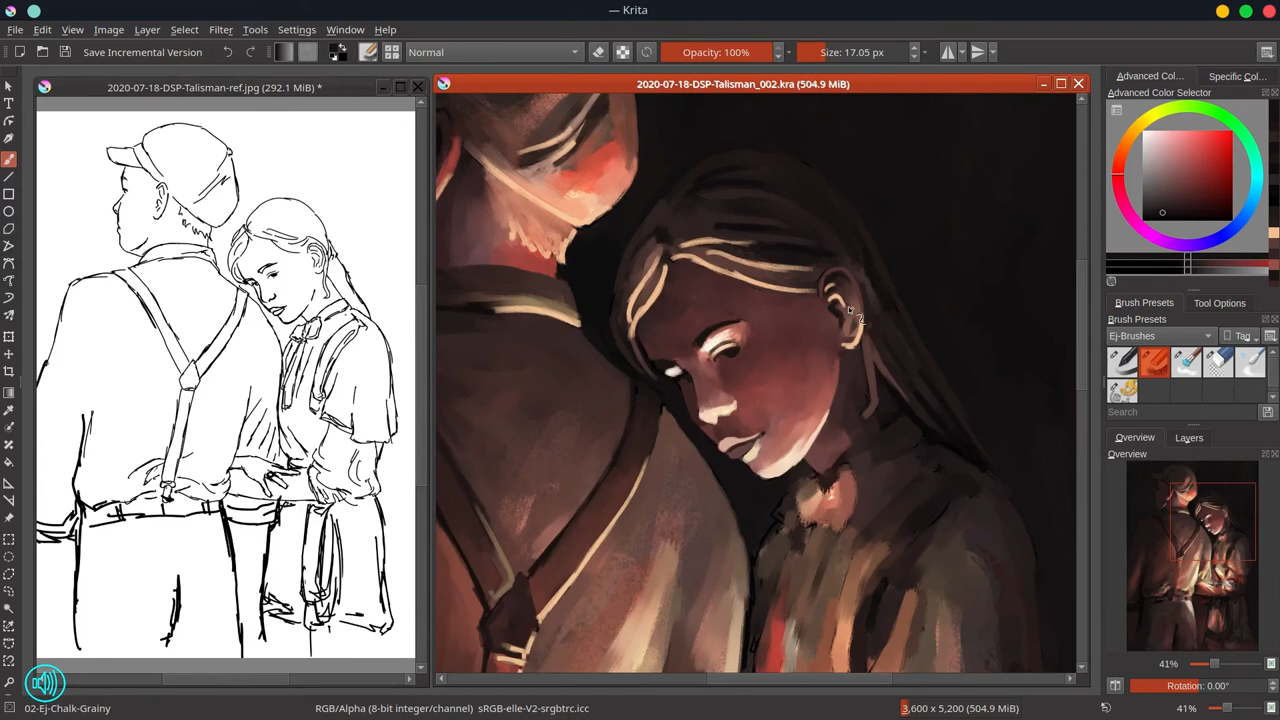 — Krita
File Edit View Image Layer Select Filter Tools Settings Window Help
Save Incremental Version Normal Opacity: 100% Size: 17.05 px
2020-07-18-DSP-Talisman-ref.jpg (292.1 MiB) *
2020-07-18-DSP-Talisman_002.kra (504.9 MiB)
Advanced Col... Specific Co...
Advanced Color Selector
Brush Presets Tool Options
Brush Presets
Ej-Brushes Tag
Search
Overview Layers
Overview
41%
Rotation: 0.00°
02-Ej-Chalk-Grainy RGB/Alpha (8-bit integer/channel) sRGB-elle-V2-srgbtrc.icc 3,600 x 5,200 (504.9 MiB) 41%